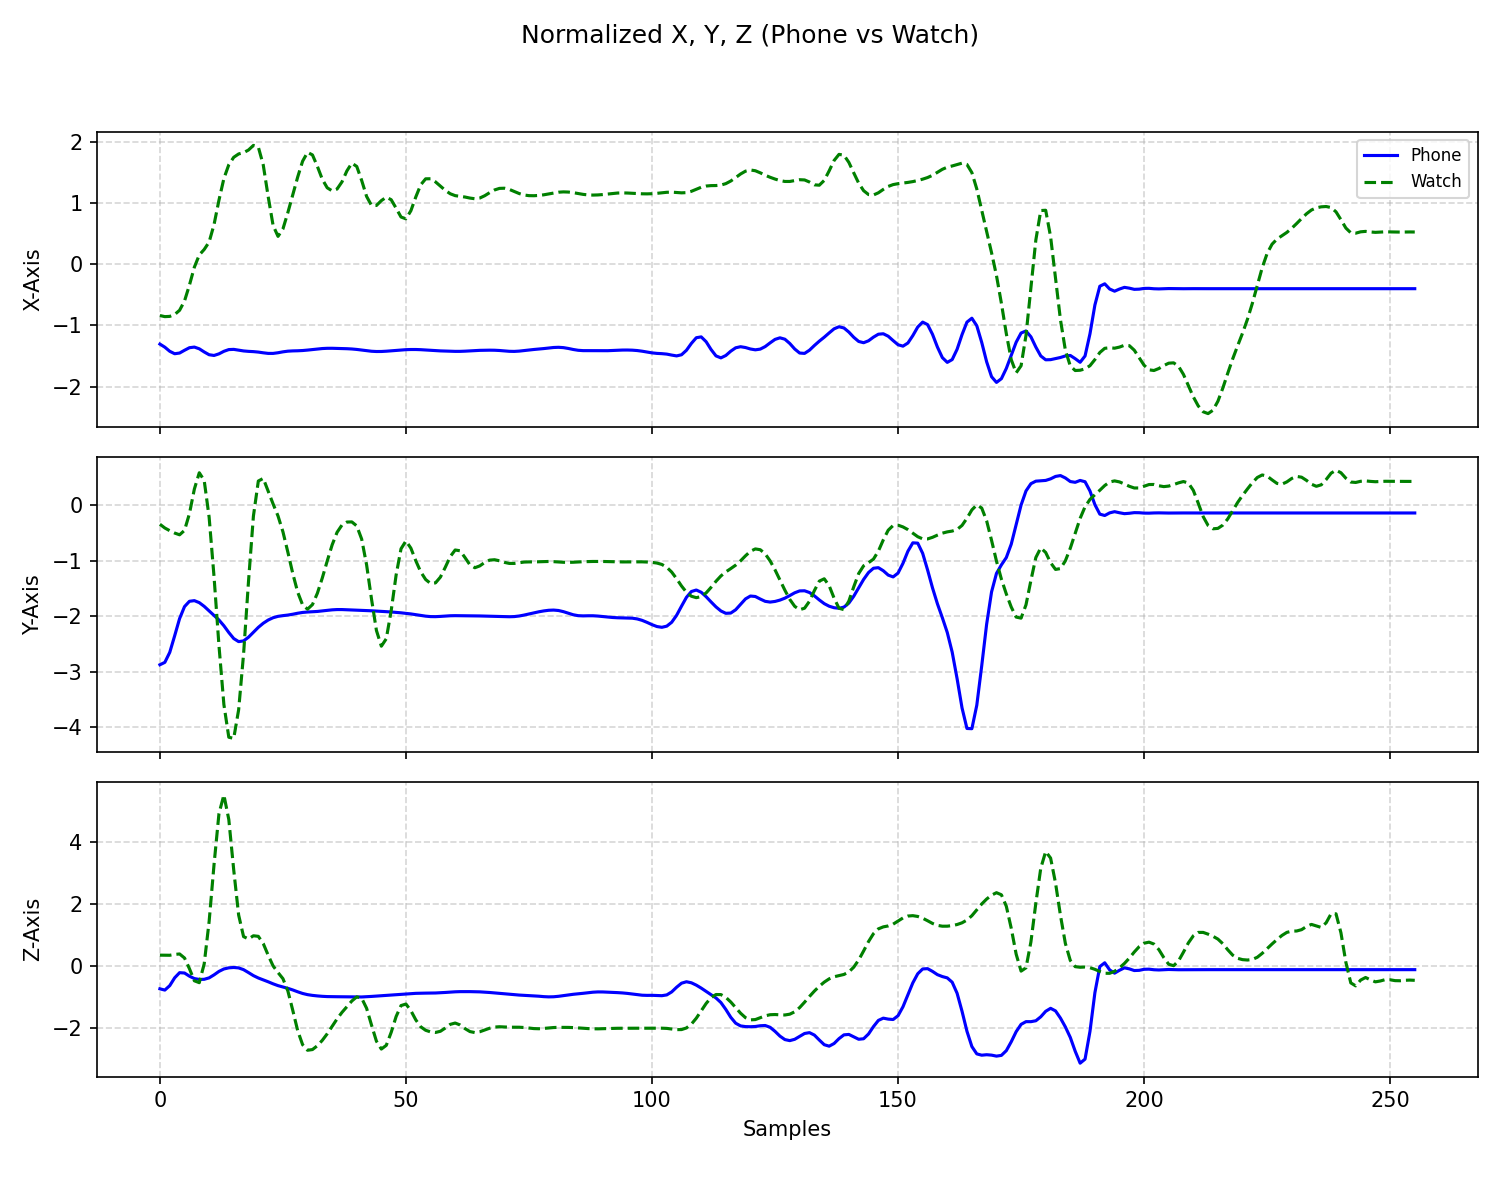 Normalized X, Y, Z (Phone vs Watch)
2
1
0
−1
−2
X-Axis
Phone
Watch
0
−1
−2
−3
−4
Y-Axis
4
2
0
−2
Z-Axis
0 50 100 150 200 250
Samples